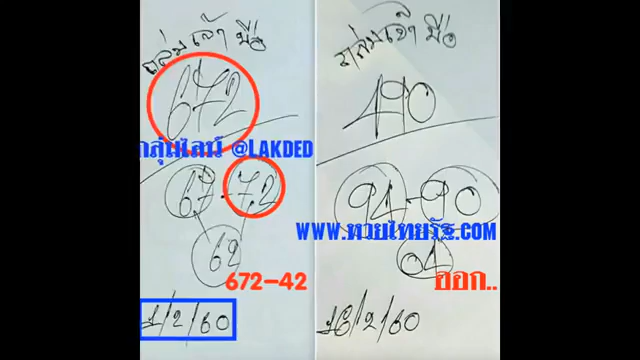 ถล่มเจ้ามือ
672
กลุ่มไลน์ @LAKDED
67-72
62
672-42
1/2/60
ถล่มเจ้ามือ
490
94-90
WWW.หวยไทยรัฐ.COM
04
ออก..
16/2/60